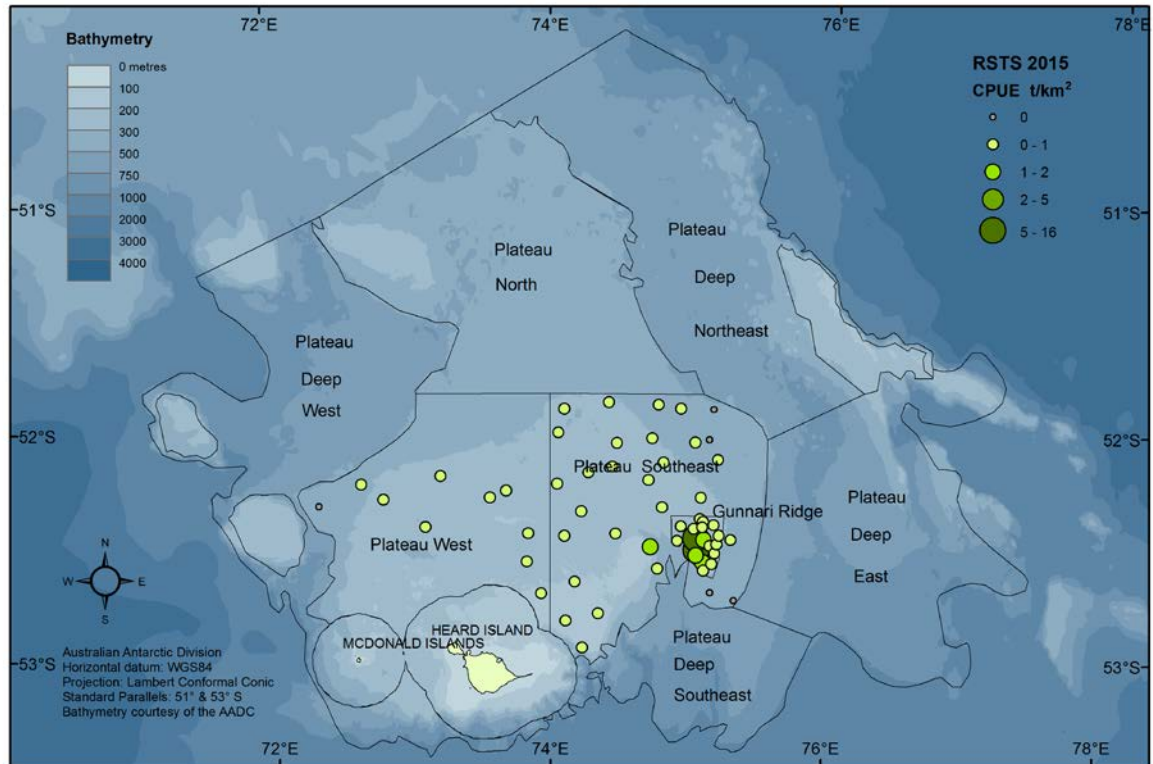 72°E
74°E
76°E
78°E
Bathymetry
0 metres
100
200
300
500
750
1000
2000
3000
4000
RSTS 2015
CPUE t/km²
0
0 - 1
1 - 2
2 - 5
5 - 16
51°S
51°S
Plateau
North
Plateau
Deep
Northeast
Plateau
Deep
West
52°S
52°S
Plateau Southeast
Gunnari Ridge
Plateau
Deep
East
Plateau West
N
W
E
S
HEARD ISLAND
MCDONALD ISLANDS
Plateau
Deep
Southeast
53°S
53°S
Australian Antarctic Division
Horizontal datum: WGS84
Projection: Lambert Conformal Conic
Standard Parallels: 51° & 53° S
Bathymetry courtesy of the AADC
72°E
74°E
76°E
78°E